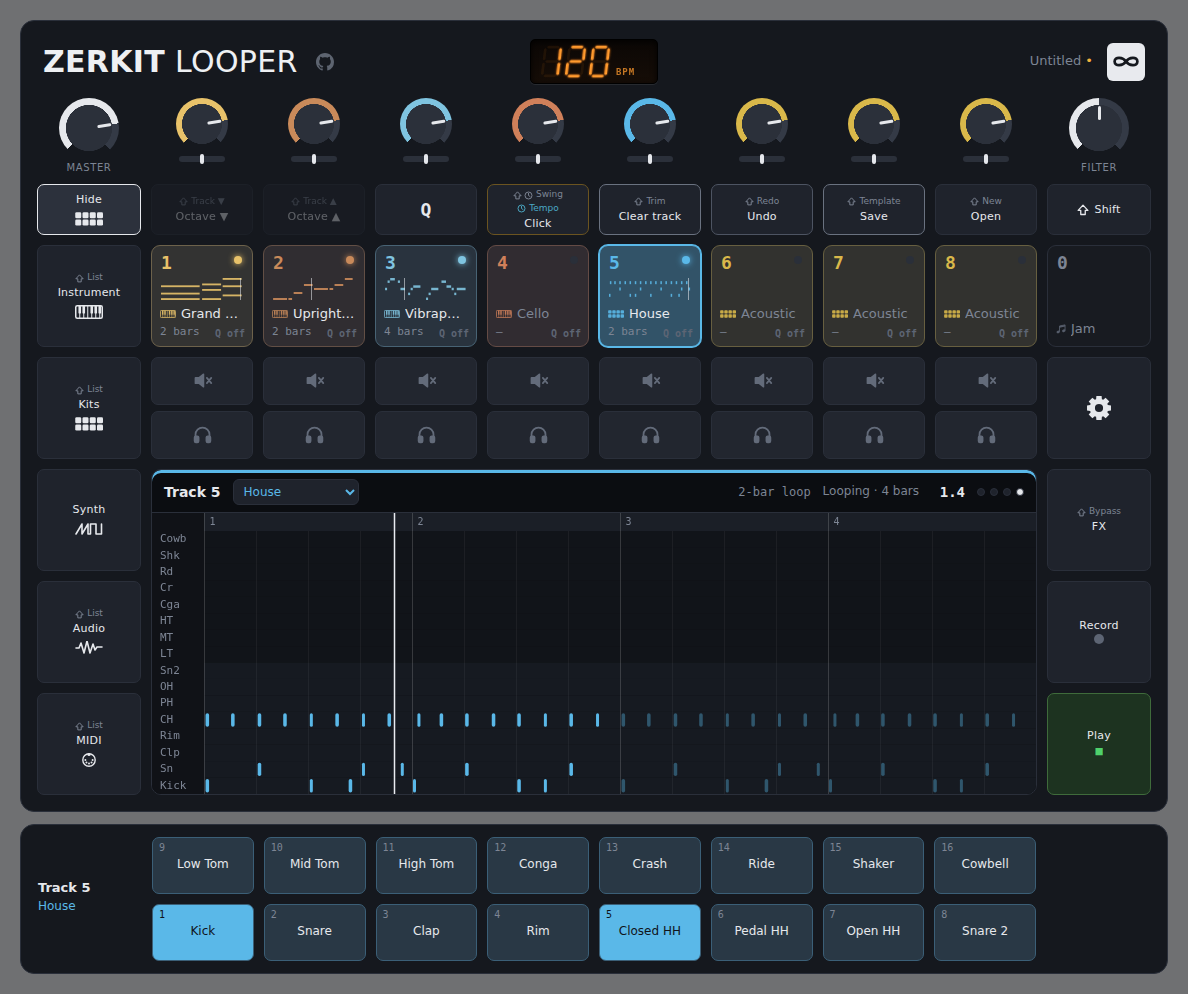 ZERKIT LOOPER
120 BPM
Untitled •
MASTER
FILTER
Hide
Track ▼
Octave ▼
Track ▲
Octave ▲
Q
Swing
Tempo
Click
Trim
Clear track
Redo
Undo
Template
Save
New
Open
Shift
List
Instrument
1
Grand ...
2 bars Q off
2
Upright...
2 bars Q off
3
Vibrap...
4 bars Q off
4
Cello
— Q off
5
House
2 bars Q off
6
Acoustic
— Q off
7
Acoustic
— Q off
8
Acoustic
— Q off
0
Jam
List
Kits
Synth
List
Audio
List
MIDI
Track 5 House 2-bar loop Looping · 4 bars 1.4
1 2 3 4
Cowb
Shk
Rd
Cr
Cga
HT
MT
LT
Sn2
OH
PH
CH
Rim
Clp
Sn
Kick
Bypass
FX
Record
Play
Track 5
House
9 Low Tom
10 Mid Tom
11 High Tom
12 Conga
13 Crash
14 Ride
15 Shaker
16 Cowbell
1 Kick
2 Snare
3 Clap
4 Rim
5 Closed HH
6 Pedal HH
7 Open HH
8 Snare 2